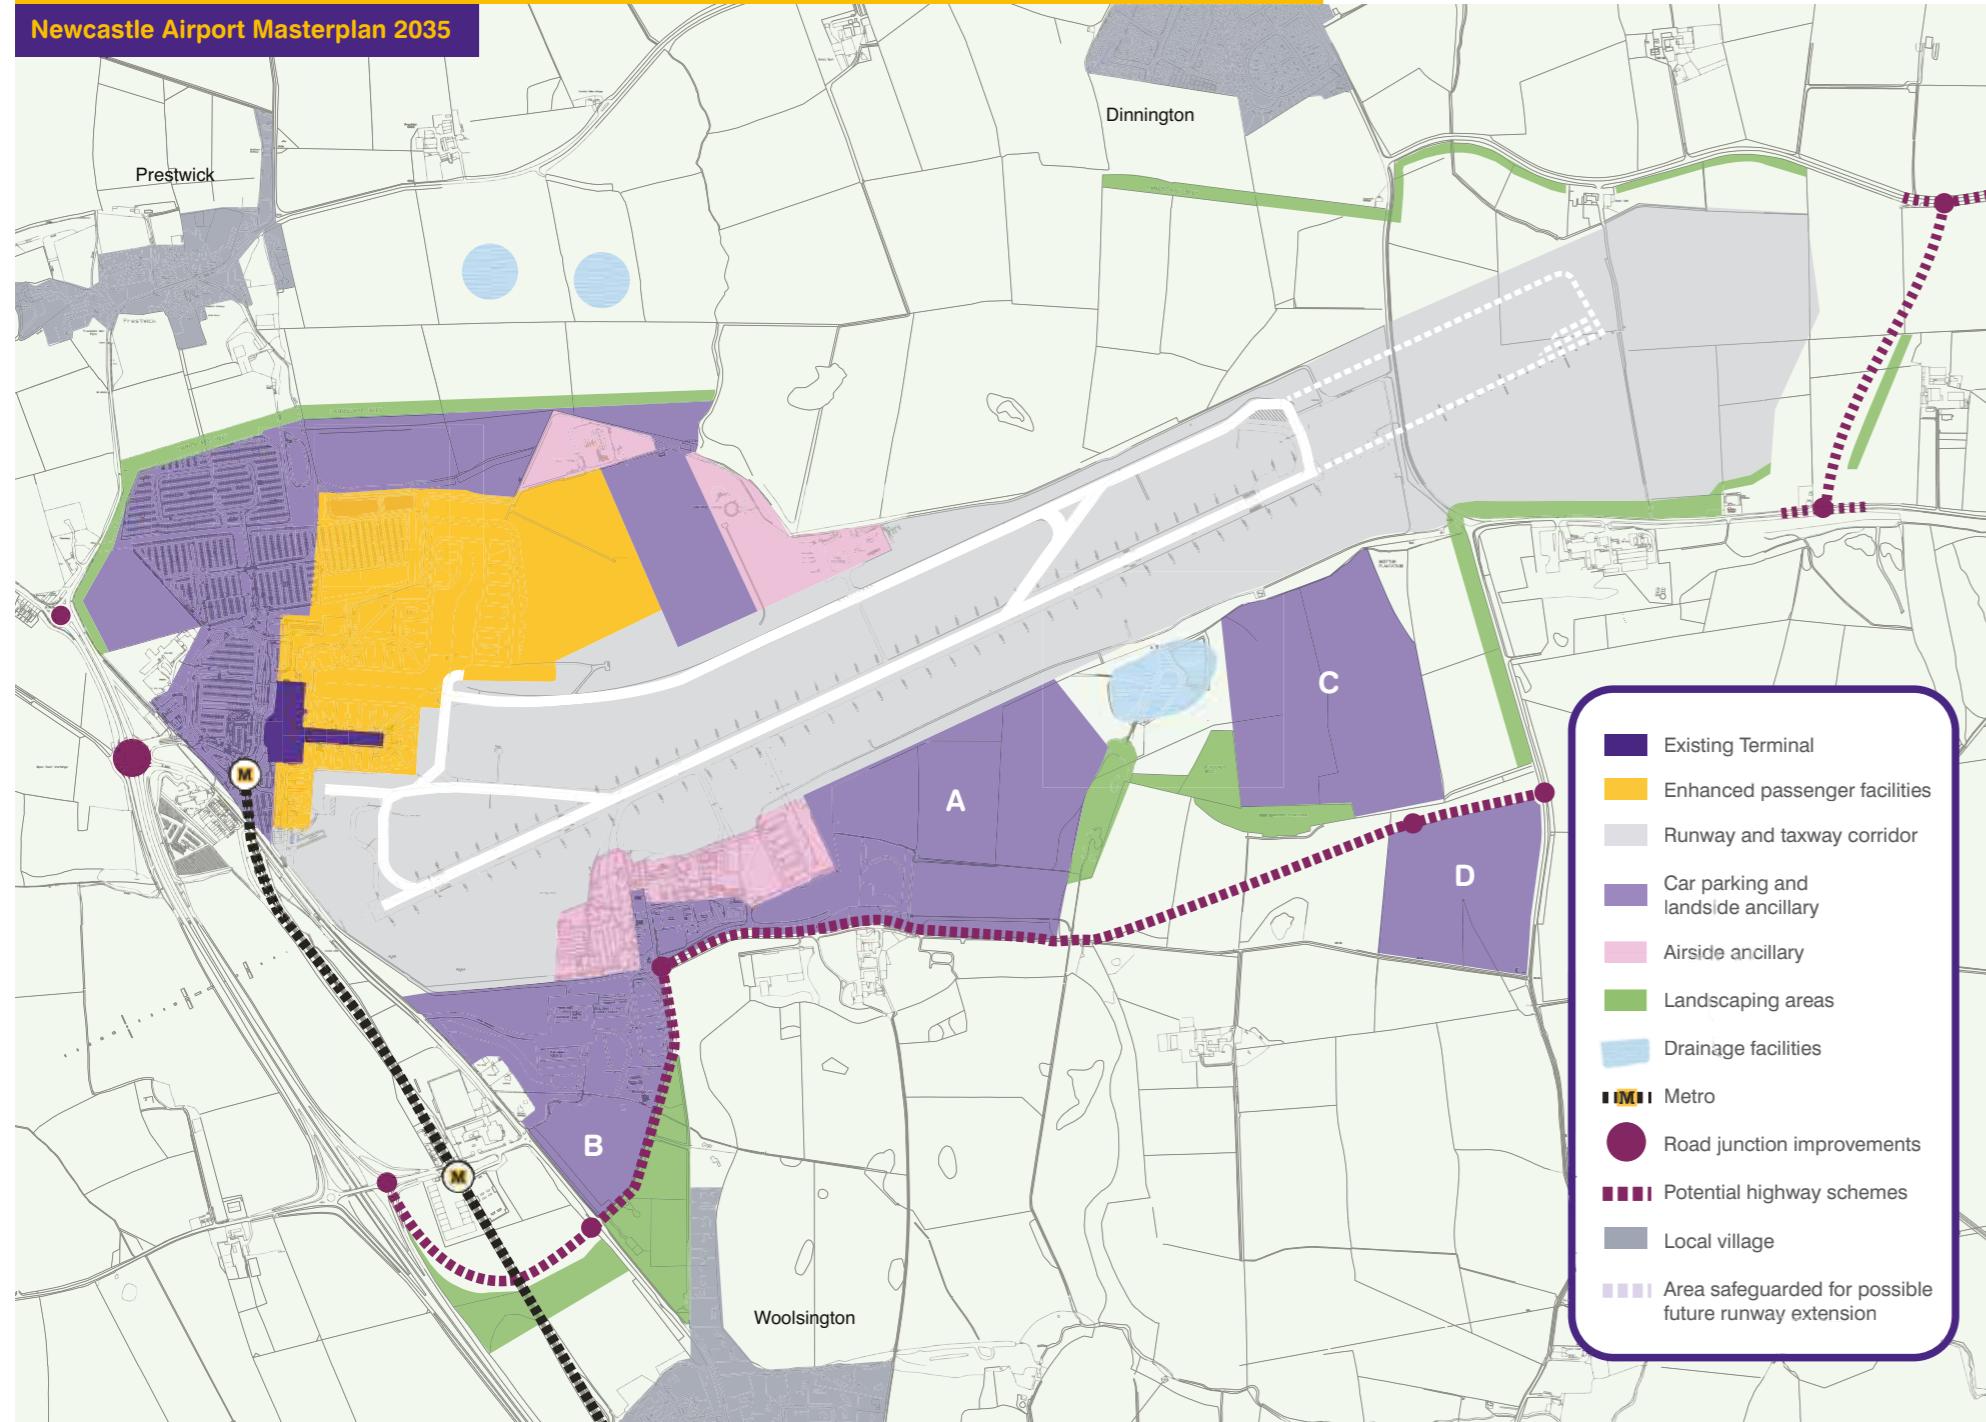 Newcastle Airport Masterplan 2035
Dinnington
Prestwick
C
A
D
B
M
M
Woolsington
Existing Terminal
Enhanced passenger facilities
Runway and taxway corridor
Car parking and
landside ancillary
Airside ancillary
Landscaping areas
Drainage facilities
M
Metro
Road junction improvements
Potential highway schemes
Local village
Area safeguarded for possible
future runway extension